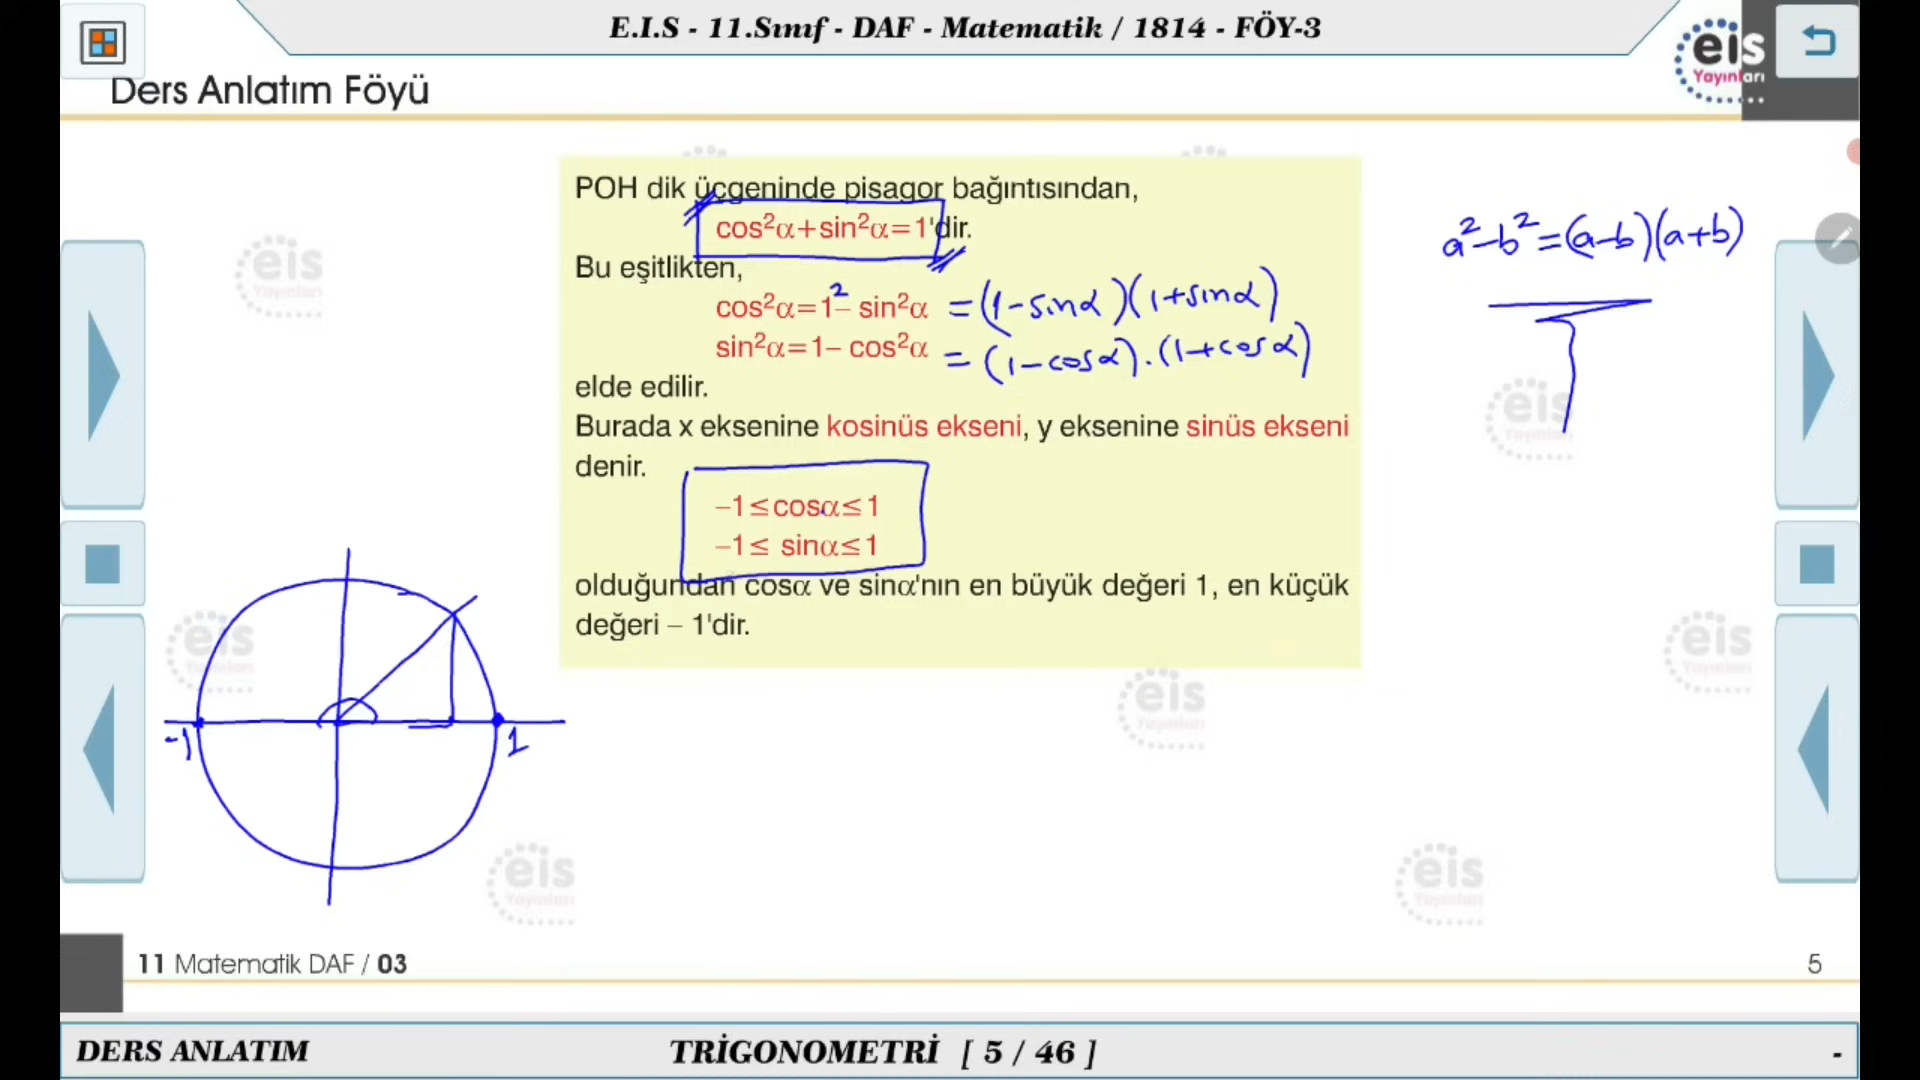 E.I.S - 11.Sınıf - DAF - Matematik / 1814 - FÖY-3
eis
Yayınları
Ders Anlatım Föyü
POH dik üçgeninde pisagor bağıntısından,
cos²α+sin²α=1'dir.
a²-b²=(a-b)(a+b)
Bu eşitlikten,
cos²α=1²- sin²α =(1-sinα)(1+sinα)
sin²α=1– cos²α = (1-cosα).(1+cosα)
elde edilir.
Burada x eksenine kosinüs ekseni, y eksenine sinüs ekseni
denir.
–1≤cosα≤1
–1≤ sinα≤1
olduğundan cosα ve sinα'nın en büyük değeri 1, en küçük
değeri – 1'dir.
-1
1
11 Matematik DAF / 03
5
DERS ANLATIM
TRİGONOMETRİ [ 5 / 46 ]
-